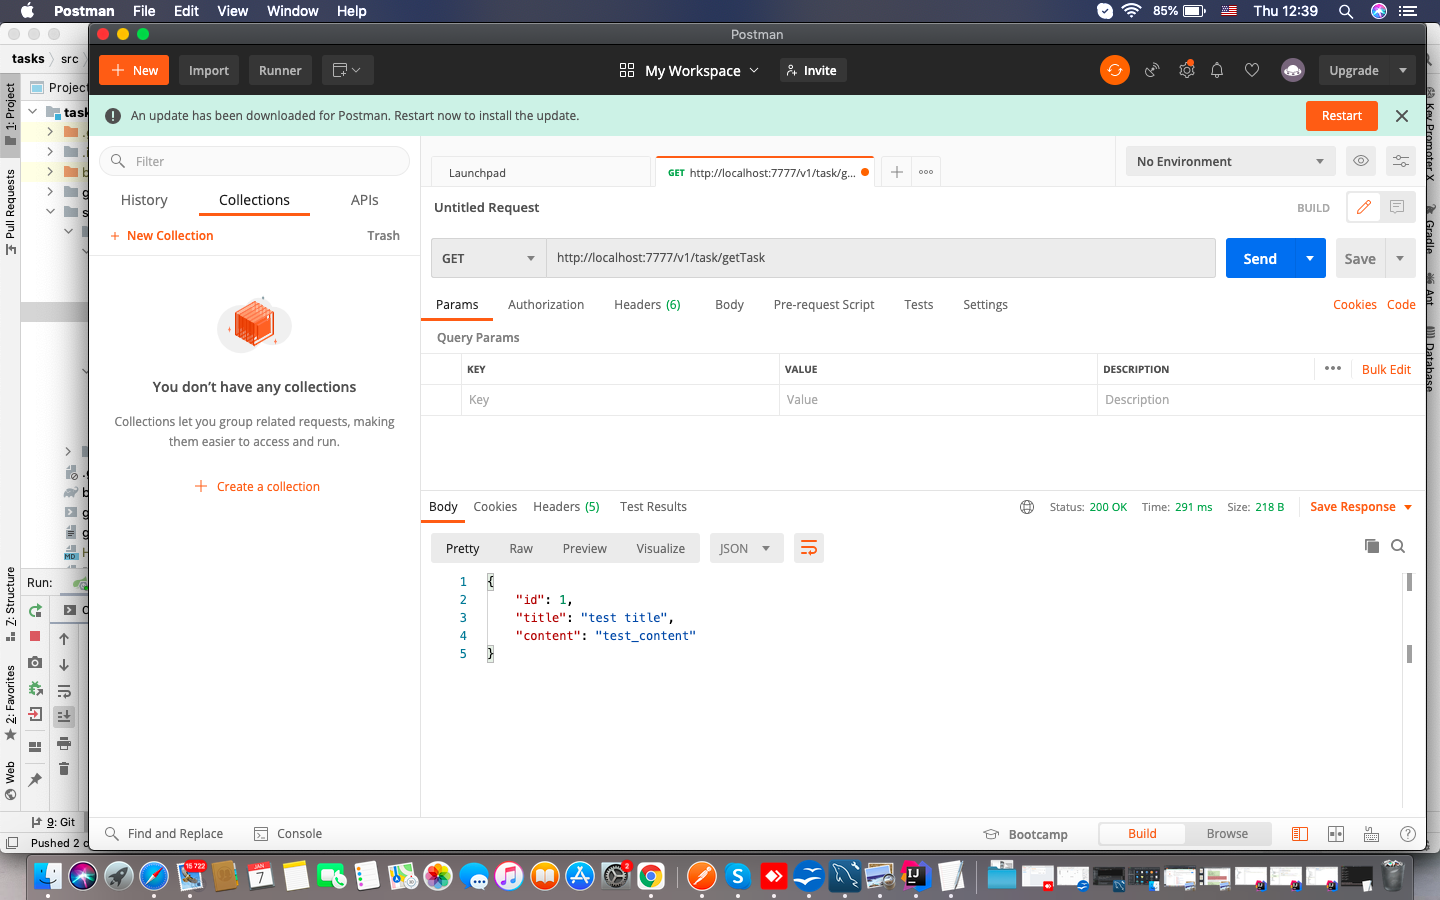 Postman File Edit View Window Help 85% Thu 12:39
Postman
tasks src
New Import Runner My Workspace Invite Upgrade
1: Project
Project
An update has been downloaded for Postman. Restart now to install the update. Restart
Key Promoter X
Filter
Launchpad GET http://localhost:7777/v1/task/g... No Environment
History Collections APIs
Pull Requests
Untitled Request BUILD
New Collection Trash
Gradle
GET http://localhost:7777/v1/task/getTask Send Save
Ant
Params Authorization Headers (6) Body Pre-request Script Tests Settings Cookies Code
Query Params
Database
KEY VALUE DESCRIPTION Bulk Edit
Key Value Description
You don't have any collections
Collections let you group related requests, making
them easier to access and run.
Create a collection
Body Cookies Headers (5) Test Results Status: 200 OK Time: 291 ms Size: 218 B Save Response
Pretty Raw Preview Visualize JSON
1 {
2 "id": 1,
3 "title": "test title",
4 "content": "test_content"
5 }
Run:
Z: Structure
2: Favorites
Web
9: Git
Find and Replace Console Bootcamp Build Browse
Pushed 2
15 722
JAN
7
2